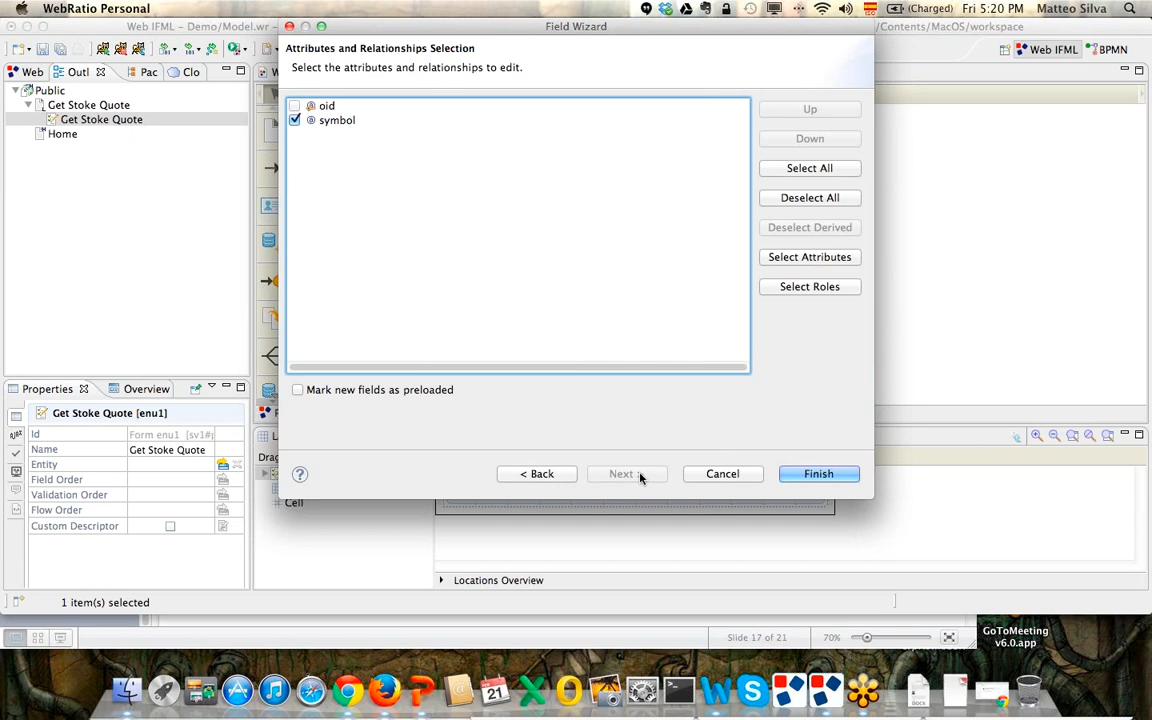 WebRatio Personal
(Charged) Fri 5:20 PM Matteo Silva
Web IFML - Demo/Model.wr -
Field Wizard
/Contents/MacOS/workspace
Attributes and Relationships Selection
Select the attributes and relationships to edit.
Web IFML
BPMN
Web
Outl
Pac
Clo
Public
Get Stoke Quote
Get Stoke Quote
Home
oid
symbol
Up
Down
Select All
Deselect All
Deselect Derived
Select Attributes
Select Roles
Mark new fields as preloaded
Properties
Overview
Get Stoke Quote [enu1]
Id
Form enu1 (sv1#
Name
Get Stoke Quote
Entity
Field Order
Validation Order
Flow Order
Custom Descriptor
< Back
Next
Cancel
Finish
Drag
Cell
Locations Overview
1 item(s) selected
Slide 17 of 21
70%
GoToMeeting
v6.0.app
21